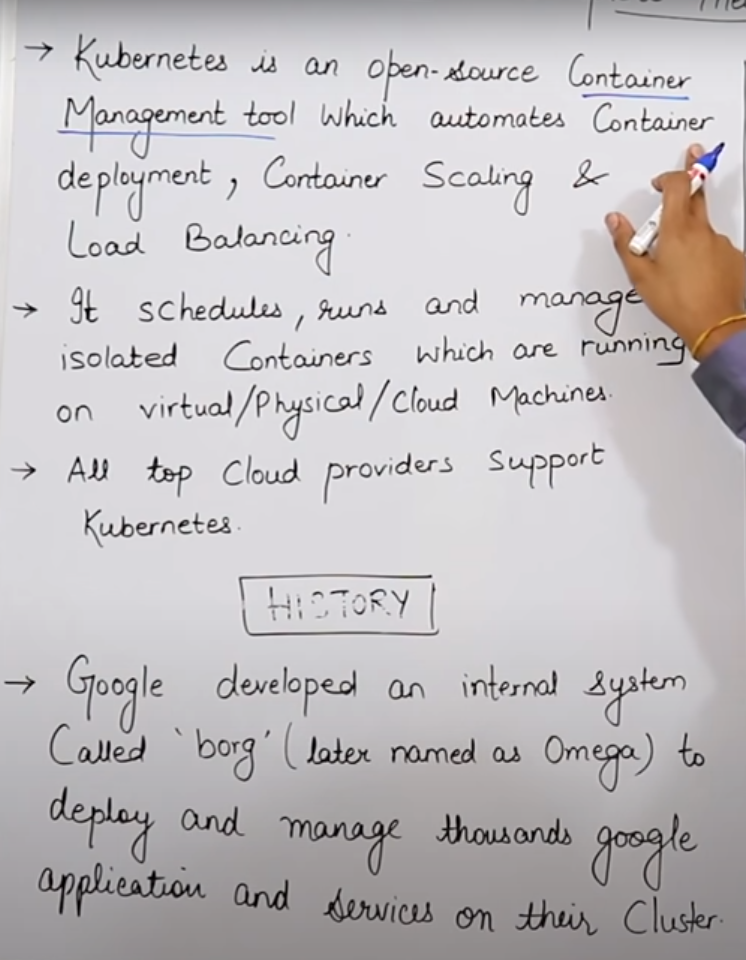 → Kubernetes is an open-source Container
Management tool Which automates Container
deployment, Container Scaling &
Load Balancing.
→ It schedules, runs and manage
isolated Containers which are running
on virtual/Physical/Cloud Machines.
→ All top Cloud providers Support
Kubernetes.
HISTORY
→ Google developed an internal system
Called 'borg' (later named as Omega) to
deploy and manage thousands google
application and services on their Cluster.